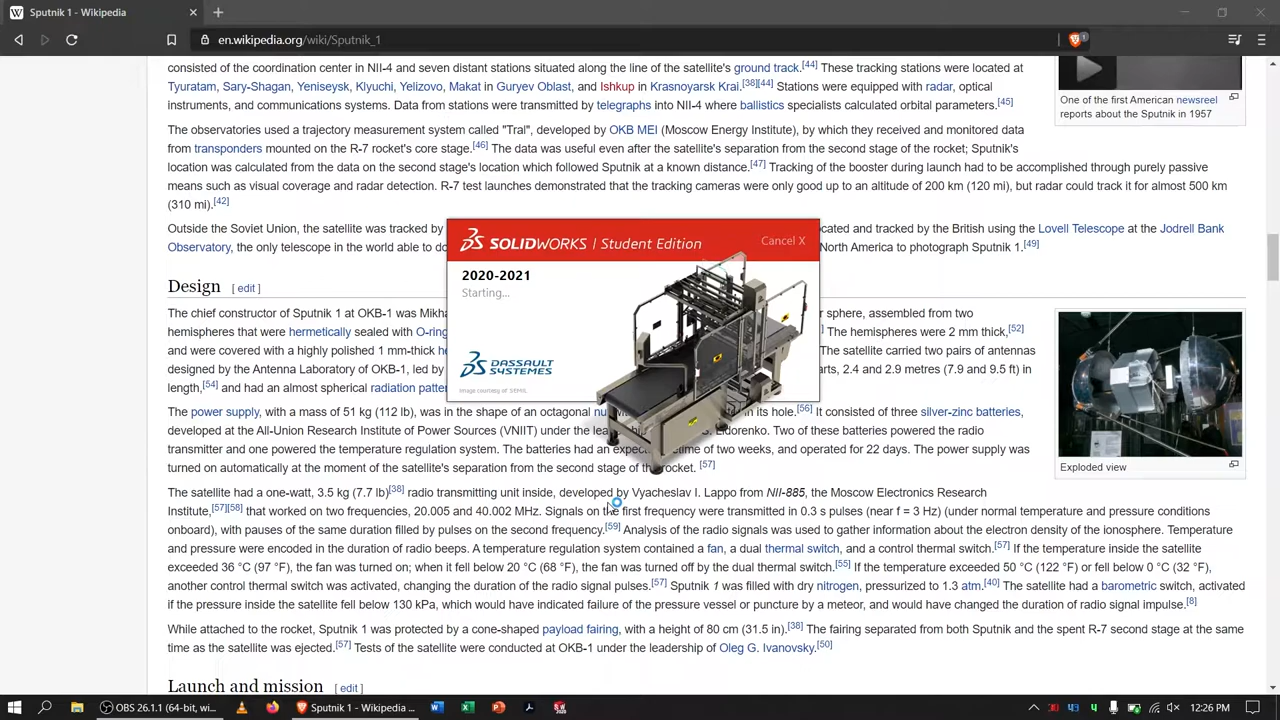 Sputnik 1 - Wikipedia
en.wikipedia.org/wiki/Sputnik_1
consisted of the coordination center in NII-4 and seven distant stations situated along the line of the satellite's ground track.[44] These tracking stations were located at
Tyuratam, Sary-Shagan, Yeniseysk, Klyuchi, Yelizovo, Makat in Guryev Oblast, and Ishkup in Krasnoyarsk Krai.[38][44] Stations were equipped with radar, optical
instruments, and communications systems. Data from stations were transmitted by telegraphs into NII-4 where ballistics specialists calculated orbital parameters.[45]
One of the first American newsreel
reports about the Sputnik in 1957
The observatories used a trajectory measurement system called "Tral", developed by OKB MEI (Moscow Energy Institute), by which they received and monitored data
from transponders mounted on the R-7 rocket's core stage.[46] The data was useful even after the satellite's separation from the second stage of the rocket; Sputnik's
location was calculated from the data on the second stage's location which followed Sputnik at a known distance.[47] Tracking of the booster during launch had to be accomplished through purely passive
means such as visual coverage and radar detection. R-7 test launches demonstrated that the tracking cameras were only good up to an altitude of 200 km (120 mi), but radar could track it for almost 500 km
(310 mi).[42]
Outside the Soviet Union, the satellite was tracked by
ocated and tracked by the British using the Lovell Telescope at the Jodrell Bank
Observatory, the only telescope in the world able to do
North America to photograph Sputnik 1.[49]
SOLIDWORKS | Student Edition
Cancel X
2020-2021
Starting...
DASSAULT
SYSTEMES
Image courtesy of SEMIL
Design [ edit ]
The chief constructor of Sputnik 1 at OKB-1 was Mikha
r sphere, assembled from two
hemispheres that were hermetically sealed with O-ring
] The hemispheres were 2 mm thick,[52]
and were covered with a highly polished 1 mm-thick he
The satellite carried two pairs of antennas
designed by the Antenna Laboratory of OKB-1, led by
arts, 2.4 and 2.9 metres (7.9 and 9.5 ft) in
length,[54] and had an almost spherical radiation patter
The power supply, with a mass of 51 kg (112 lb), was in the shape of an octagonal nu
in its hole.[56] It consisted of three silver-zinc batteries,
developed at the All-Union Research Institute of Power Sources (VNIIT) under the lea
S. Lidorenko. Two of these batteries powered the radio
transmitter and one powered the temperature regulation system. The batteries had an expec
time of two weeks, and operated for 22 days. The power supply was
turned on automatically at the moment of the satellite's separation from the second stage of th
rocket. [57]
Exploded view
The satellite had a one-watt, 3.5 kg (7.7 lb)[38] radio transmitting unit inside, developed by Vyacheslav I. Lappo from NII-885, the Moscow Electronics Research
Institute,[57][58] that worked on two frequencies, 20.005 and 40.002 MHz. Signals on the first frequency were transmitted in 0.3 s pulses (near f = 3 Hz) (under normal temperature and pressure conditions
onboard), with pauses of the same duration filled by pulses on the second frequency.[59] Analysis of the radio signals was used to gather information about the electron density of the ionosphere. Temperature
and pressure were encoded in the duration of radio beeps. A temperature regulation system contained a fan, a dual thermal switch, and a control thermal switch.[57] If the temperature inside the satellite
exceeded 36 °C (97 °F), the fan was turned on; when it fell below 20 °C (68 °F), the fan was turned off by the dual thermal switch.[55] If the temperature exceeded 50 °C (122 °F) or fell below 0 °C (32 °F),
another control thermal switch was activated, changing the duration of the radio signal pulses.[57] Sputnik 1 was filled with dry nitrogen, pressurized to 1.3 atm.[40] The satellite had a barometric switch, activated
if the pressure inside the satellite fell below 130 kPa, which would have indicated failure of the pressure vessel or puncture by a meteor, and would have changed the duration of radio signal impulse.[8]
While attached to the rocket, Sputnik 1 was protected by a cone-shaped payload fairing, with a height of 80 cm (31.5 in).[38] The fairing separated from both Sputnik and the spent R-7 second stage at the same
time as the satellite was ejected.[57] Tests of the satellite were conducted at OKB-1 under the leadership of Oleg G. Ivanovsky.[50]
Launch and mission [ edit ]
OBS 26.1.1 (64-bit, wi...
Sputnik 1 - Wikipedia ...
12:26 PM